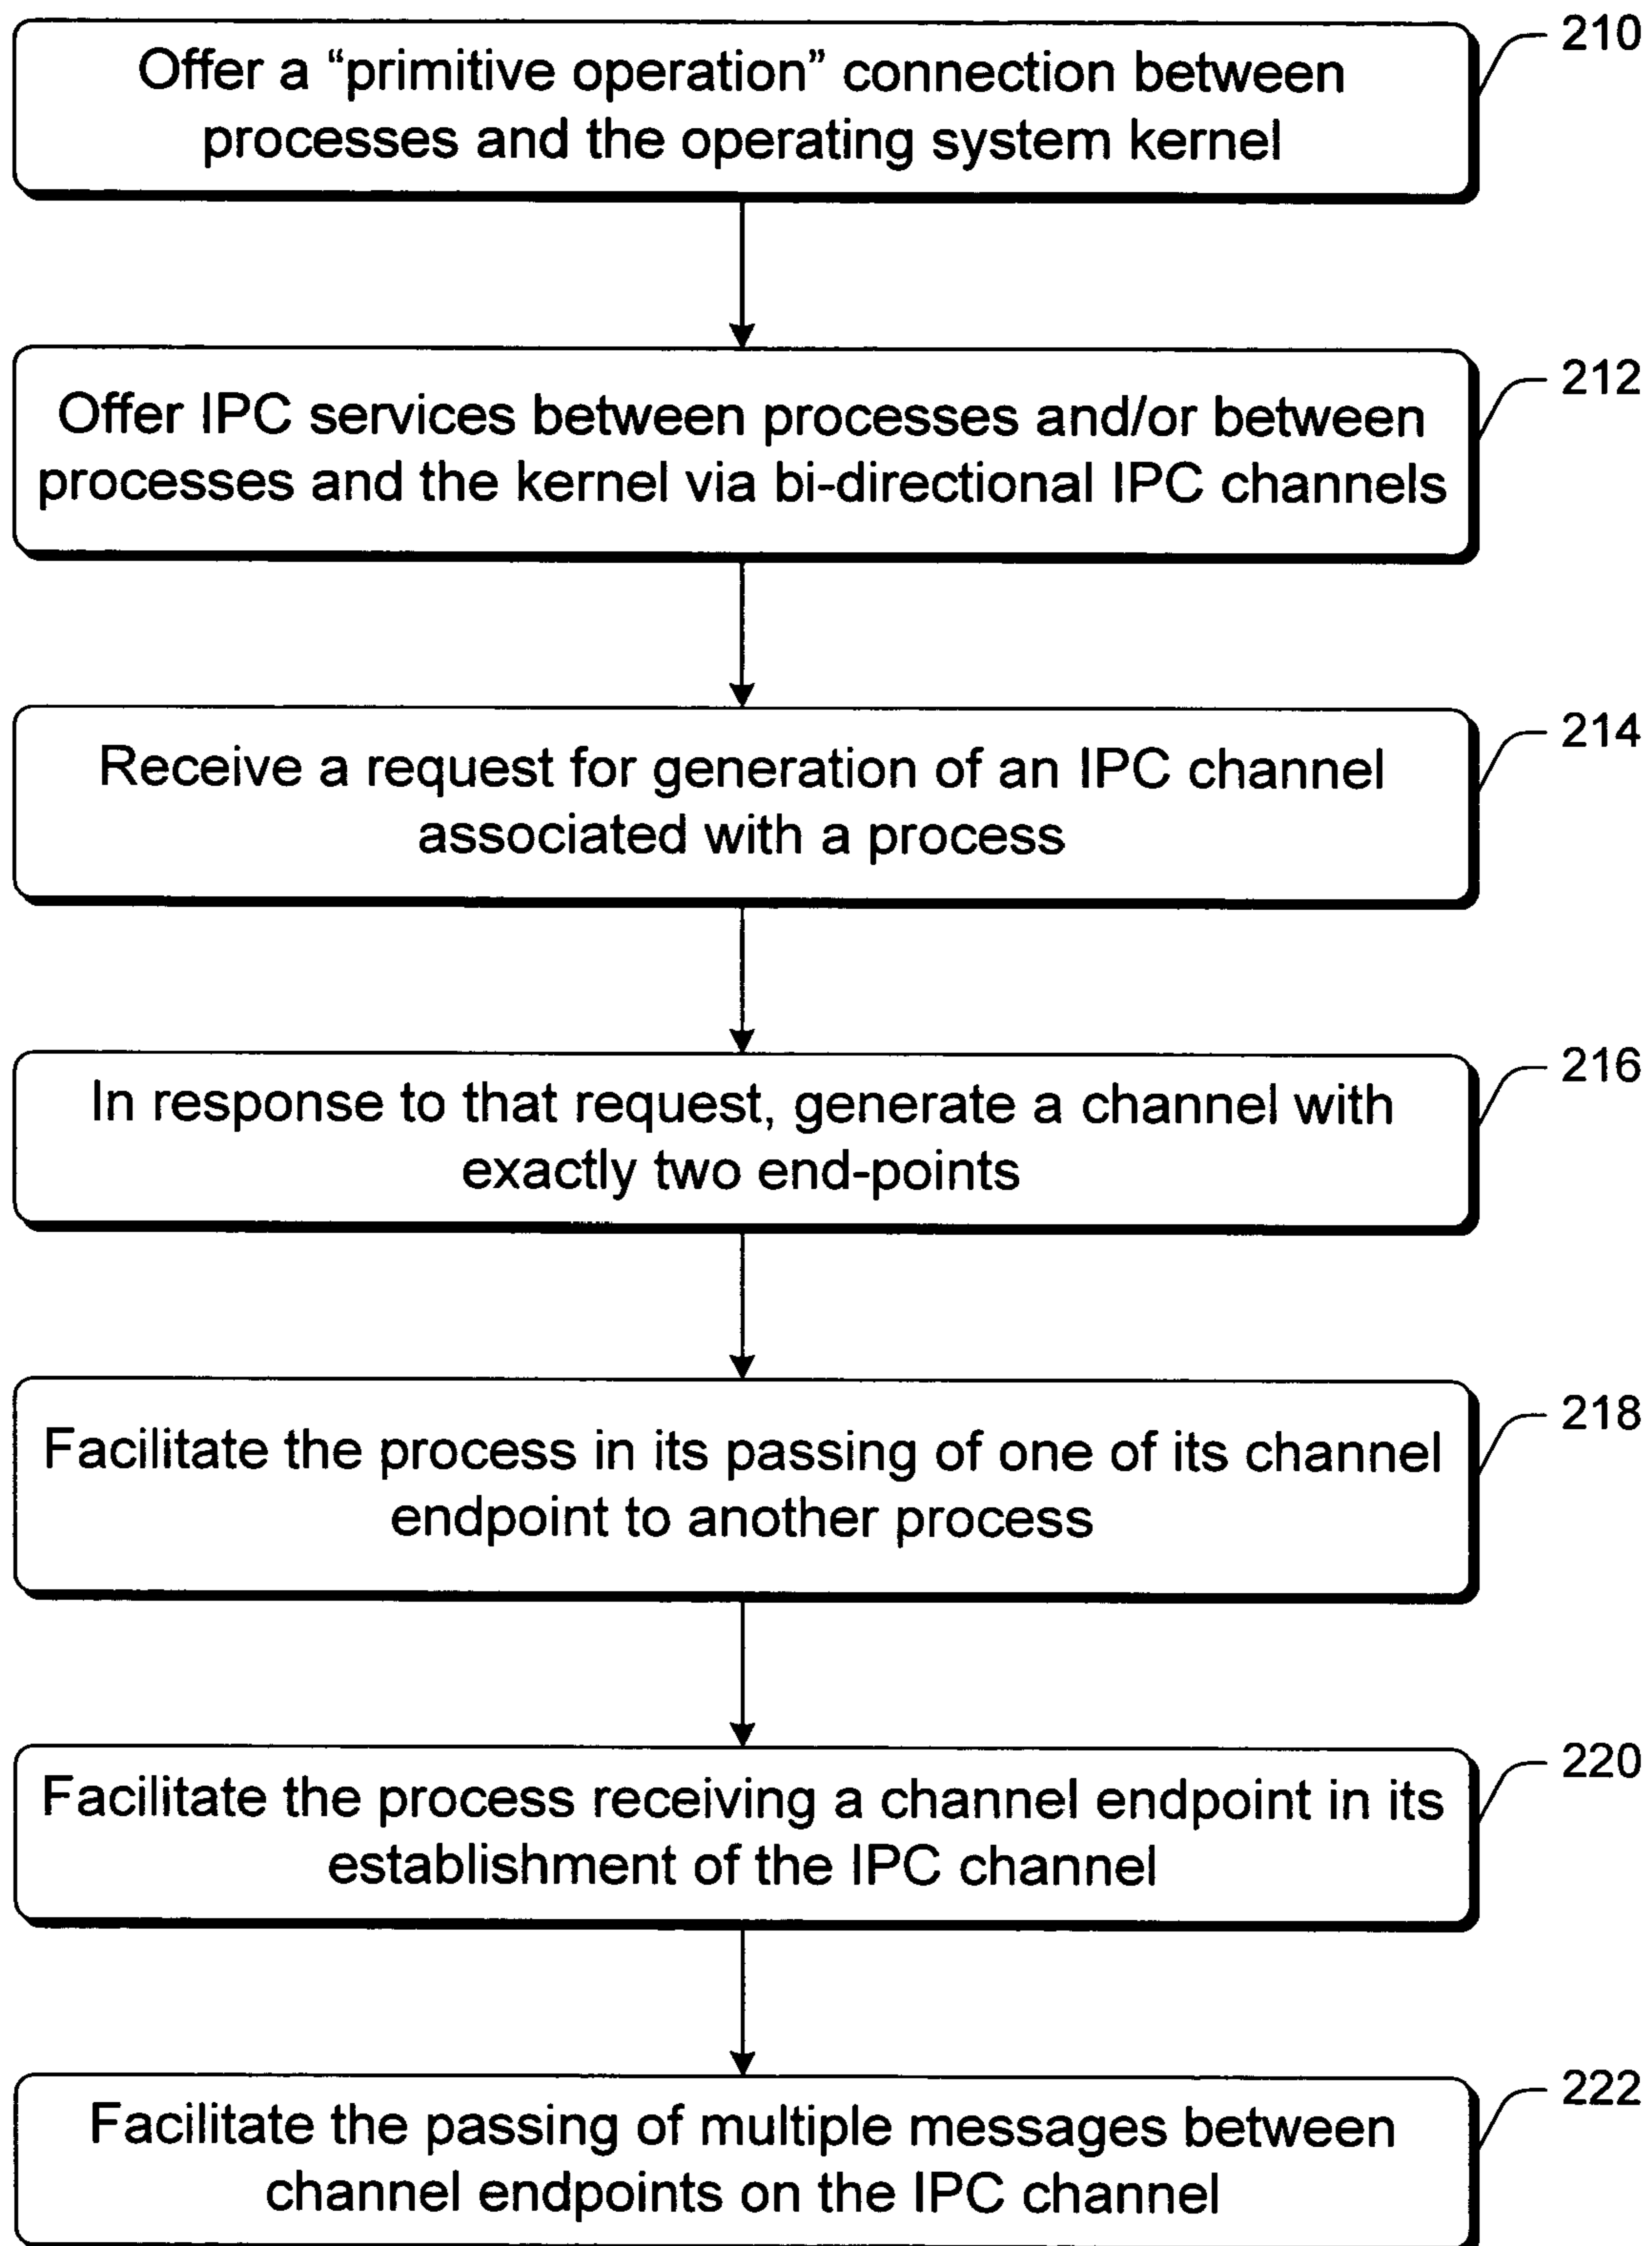 Offer a “primitive operation” connection between
processes and the operating system kernel
210
Offer IPC services between processes and/or between
processes and the kernel via bi-directional IPC channels
212
Receive a request for generation of an IPC channel
associated with a process
214
In response to that request, generate a channel with
exactly two end-points
216
Facilitate the process in its passing of one of its channel
endpoint to another process
218
Facilitate the process receiving a channel endpoint in its
establishment of the IPC channel
220
Facilitate the passing of multiple messages between
channel endpoints on the IPC channel
222